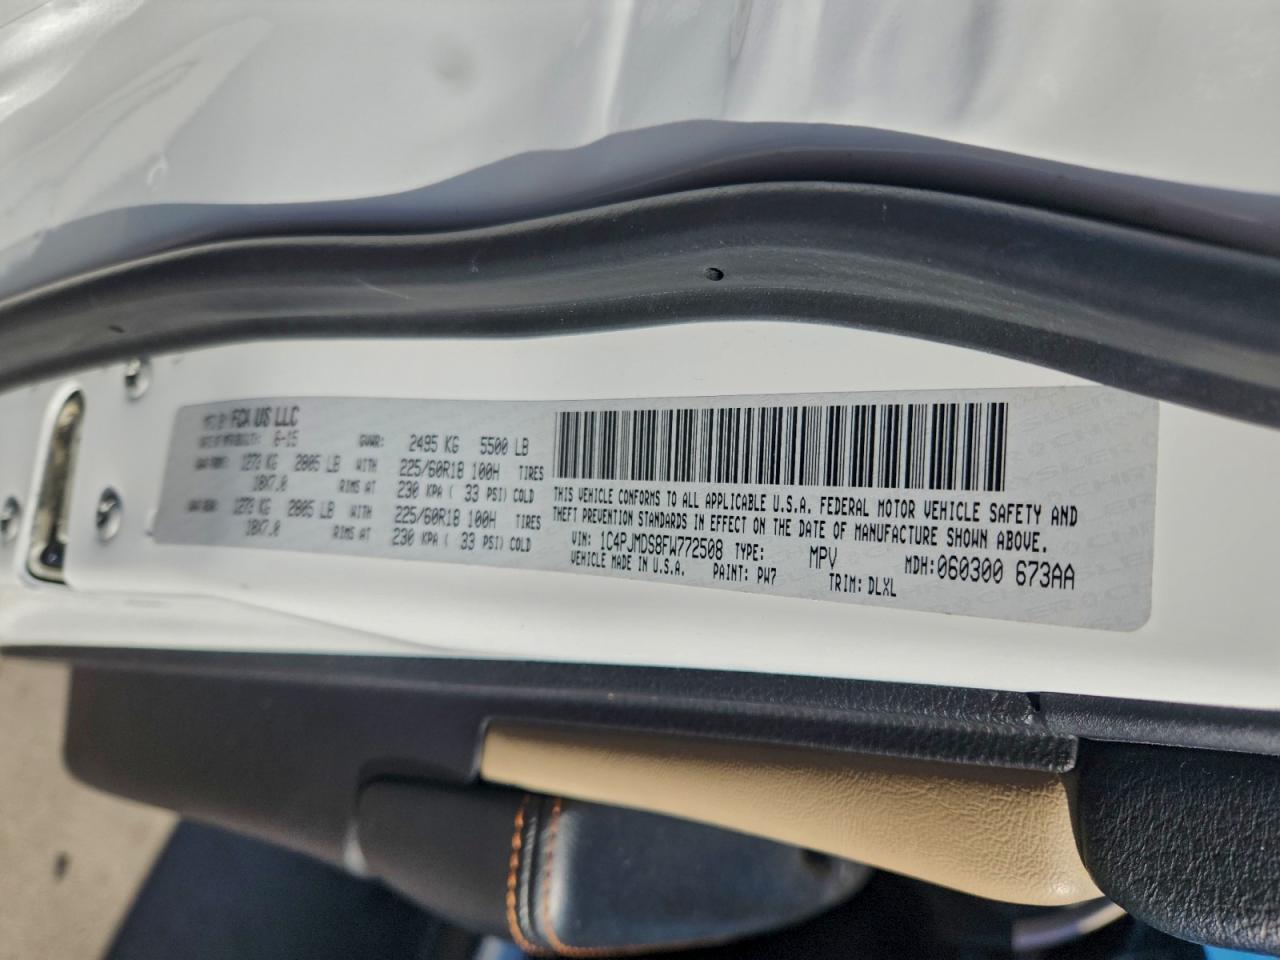 MFD BY FCA US LLC
DATE OF MFR: 6-15 GVWR: 2495 KG 5500 LB
GAWR FRONT: 1273 KG 2805 LB WITH 225/60R18 100H TIRES
18X7.0 RIMS AT 230 KPA ( 33 PSI) COLD
GAWR REAR: 1273 KG 2805 LB WITH 225/60R18 100H TIRES
18X7.0 RIMS AT 230 KPA ( 33 PSI) COLD
THIS VEHICLE CONFORMS TO ALL APPLICABLE U.S.A. FEDERAL MOTOR VEHICLE SAFETY AND
THEFT PREVENTION STANDARDS IN EFFECT ON THE DATE OF MANUFACTURE SHOWN ABOVE.
VIN: 1C4PJMDS8FW772508 TYPE: MPV MDH:060300 673AA
VEHICLE MADE IN U.S.A. PAINT: PW7 TRIM: DLXL